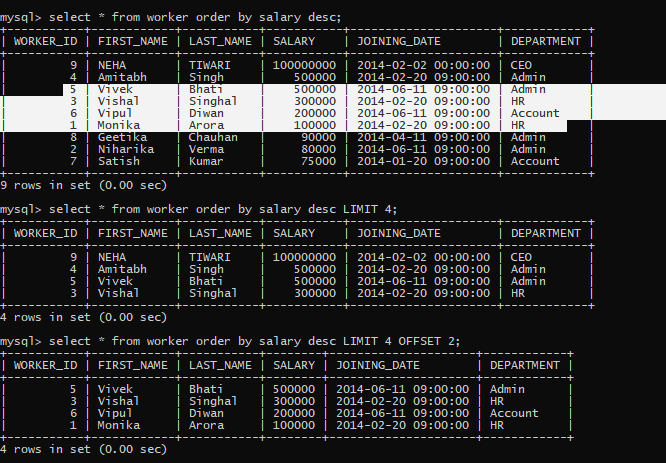 mysql> select * from worker order by salary desc;
+-----------+------------+-----------+-----------+---------------------+------------+
| WORKER_ID | FIRST_NAME | LAST_NAME | SALARY    | JOINING_DATE        | DEPARTMENT |
+-----------+------------+-----------+-----------+---------------------+------------+
|         9 | NEHA       | TIWARI    | 100000000 | 2014-02-02 00:00:00 | CEO        |
|         4 | Amitabh    | Singh     |    500000 | 2014-02-20 09:00:00 | Admin      |
|         5 | Vivek      | Bhati     |    500000 | 2014-06-11 09:00:00 | Admin      |
|         3 | Vishal     | Singhal   |    300000 | 2014-02-20 09:00:00 | HR         |
|         6 | Vipul      | Diwan     |    200000 | 2014-06-11 09:00:00 | Account    |
|         1 | Monika     | Arora     |    100000 | 2014-02-20 09:00:00 | HR
|         8 | Geetika    | Chauhan   |     90000 | 2014-04-11 09:00:00 | Admin      |
|         2 | Niharika   | Verma     |     80000 | 2014-06-11 09:00:00 | Admin      |
|         7 | Satish     | Kumar     |     75000 | 2014-01-20 09:00:00 | Account    |
+-----------+------------+-----------+-----------+---------------------+------------+
9 rows in set (0.00 sec)
mysql> select * from worker order by salary desc LIMIT 4;
+-----------+------------+-----------+-----------+---------------------+------------+
| WORKER_ID | FIRST_NAME | LAST_NAME | SALARY    | JOINING_DATE        | DEPARTMENT |
+-----------+------------+-----------+-----------+---------------------+------------+
|         9 | NEHA       | TIWARI    | 100000000 | 2014-02-02 00:00:00 | CEO        |
|         4 | Amitabh    | Singh     |    500000 | 2014-02-20 09:00:00 | Admin      |
|         5 | Vivek      | Bhati     |    500000 | 2014-06-11 09:00:00 | Admin      |
|         3 | Vishal     | Singhal   |    300000 | 2014-02-20 09:00:00 | HR         |
+-----------+------------+-----------+-----------+---------------------+------------+
4 rows in set (0.00 sec)
mysql> select * from worker order by salary desc LIMIT 4 OFFSET 2;
+-----------+------------+-----------+--------+---------------------+------------+
| WORKER_ID | FIRST_NAME | LAST_NAME | SALARY | JOINING_DATE        | DEPARTMENT |
+-----------+------------+-----------+--------+---------------------+------------+
|         5 | Vivek      | Bhati     | 500000 | 2014-06-11 09:00:00 | Admin      |
|         3 | Vishal     | Singhal   | 300000 | 2014-02-20 09:00:00 | HR         |
|         6 | Vipul      | Diwan     | 200000 | 2014-06-11 09:00:00 | Account    |
|         1 | Monika     | Arora     | 100000 | 2014-02-20 09:00:00 | HR         |
+-----------+------------+-----------+--------+---------------------+------------+
4 rows in set (0.00 sec)